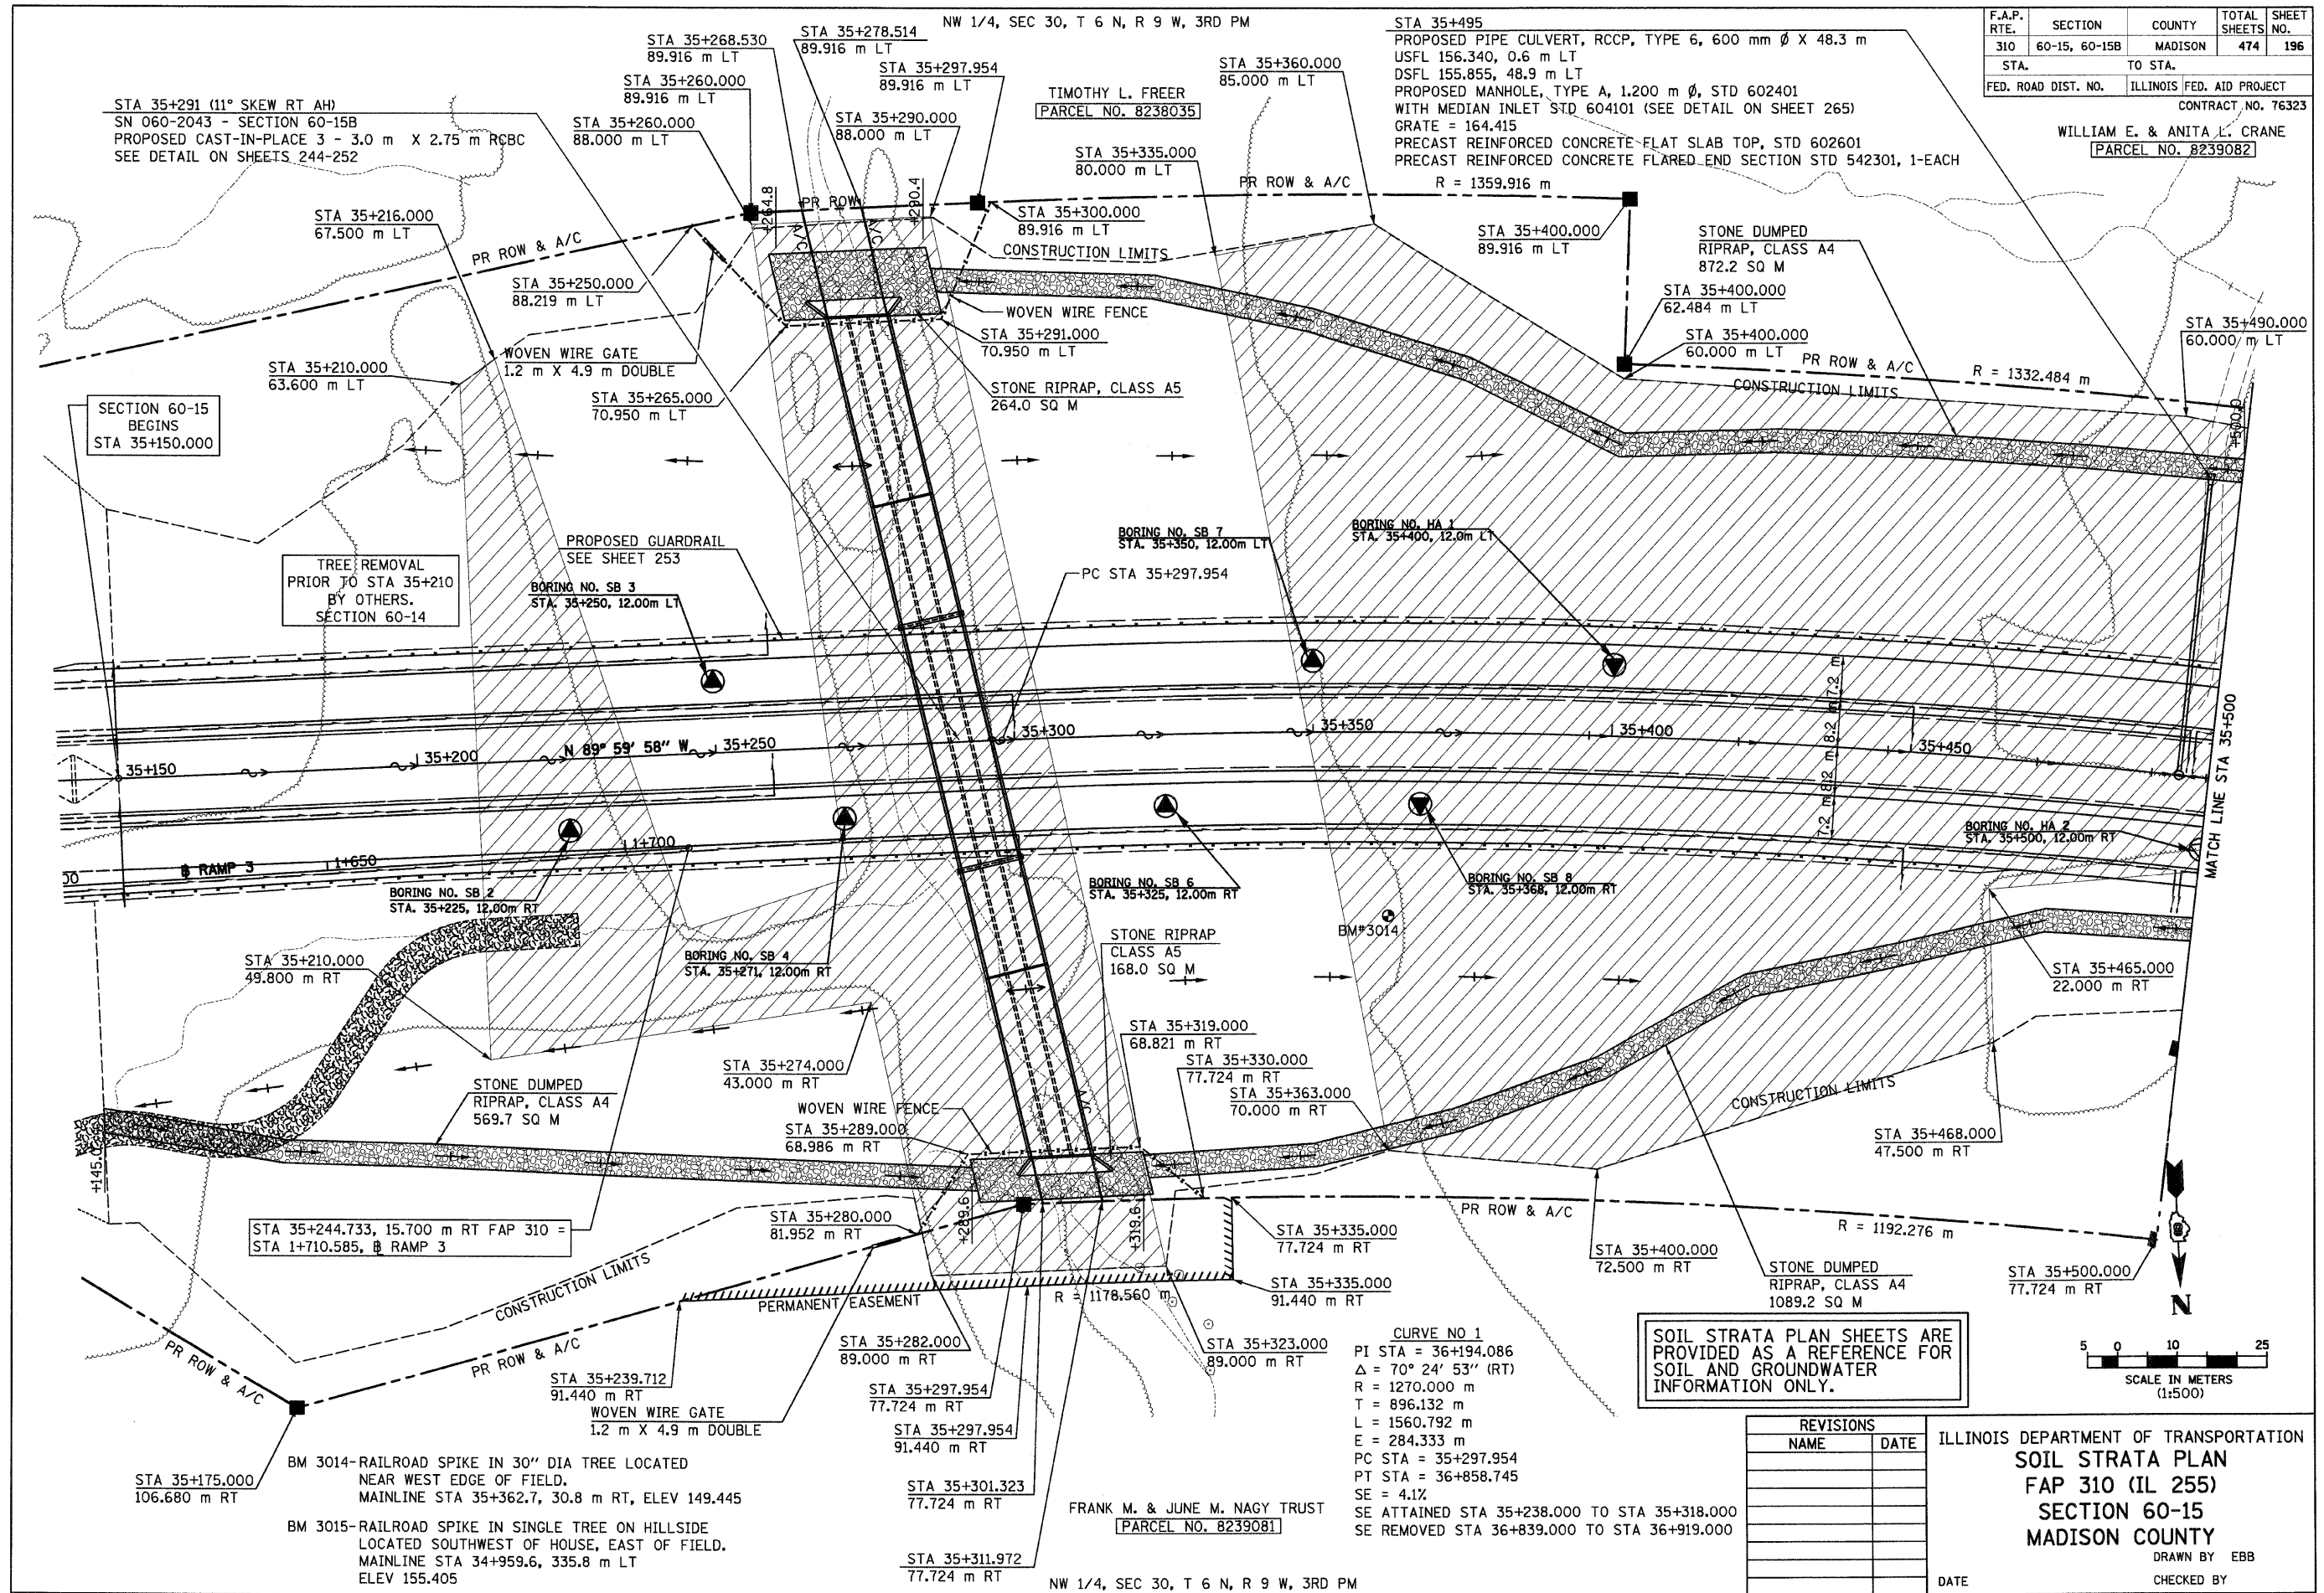 NW 1/4, SEC 30, T 6 N, R 9 W, 3RD PM
F.A.P. RTE. SECTION COUNTY TOTAL SHEETS SHEET NO.
310 60-15, 60-15B MADISON 474 196
STA. TO STA.
FED. ROAD DIST. NO. ILLINOIS FED. AID PROJECT
CONTRACT NO. 76323
WILLIAM E. & ANITA L. CRANE
PARCEL NO. 8239082
STA 35+495
PROPOSED PIPE CULVERT, RCCP, TYPE 6, 600 mm Ø X 48.3 m
USFL 156.340, 0.6 m LT
DSFL 155.855, 48.9 m LT
PROPOSED MANHOLE, TYPE A, 1.200 m Ø, STD 602401
WITH MEDIAN INLET STD 604101 (SEE DETAIL ON SHEET 265)
GRATE = 164.415
PRECAST REINFORCED CONCRETE FLAT SLAB TOP, STD 602601
PRECAST REINFORCED CONCRETE FLARED END SECTION STD 542301, 1-EACH
STA 35+278.514
89.916 m LT
STA 35+268.530
89.916 m LT
STA 35+260.000
89.916 m LT
STA 35+260.000
88.000 m LT
STA 35+297.954
89.916 m LT
STA 35+290.000
88.000 m LT
TIMOTHY L. FREER
PARCEL NO. 8238035
STA 35+360.000
85.000 m LT
STA 35+335.000
80.000 m LT
STA 35+291 (11° SKEW RT AH)
SN 060-2043 - SECTION 60-15B
PROPOSED CAST-IN-PLACE 3 - 3.0 m X 2.75 m RCBC
SEE DETAIL ON SHEETS 244-252
PR ROW & A/C
R = 1359.916 m
PR ROW
A/C
A/C
+264.8
+290.4
STA 35+216.000
67.500 m LT
PR ROW & A/C
STA 35+250.000
88.219 m LT
STA 35+300.000
89.916 m LT
CONSTRUCTION LIMITS
STA 35+400.000
89.916 m LT
STONE DUMPED
RIPRAP, CLASS A4
872.2 SQ M
STA 35+400.000
62.484 m LT
STA 35+400.000
60.000 m LT
STA 35+490.000
60.000 m LT
PR ROW & A/C
R = 1332.484 m
CONSTRUCTION LIMITS
+500.0
WOVEN WIRE FENCE
STA 35+291.000
70.950 m LT
WOVEN WIRE GATE
1.2 m X 4.9 m DOUBLE
STA 35+210.000
63.600 m LT
STA 35+265.000
70.950 m LT
STONE RIPRAP, CLASS A5
264.0 SQ M
SECTION 60-15
BEGINS
STA 35+150.000
TREE REMOVAL
PRIOR TO STA 35+210
BY OTHERS.
SECTION 60-14
PROPOSED GUARDRAIL
SEE SHEET 253
BORING NO. SB 3
STA. 35+250, 12.00m LT
BORING NO. SB 7
STA. 35+350, 12.00m LT
BORING NO. HA 1
STA. 35+400, 12.0m LT
PC STA 35+297.954
35+150
35+200
N 89° 59' 58" W
35+250
35+300
35+350
35+400
35+450
7.2 m
8.2 m
8.2 m
7.2 m
MATCH LINE STA 35+500
00
℄ RAMP 3
1+650
1+700
BORING NO. SB 2
STA. 35+225, 12.00m RT
BORING NO. SB 4
STA. 35+271, 12.00m RT
BORING NO. SB 6
STA. 35+325, 12.00m RT
BORING NO. SB 8
STA. 35+368, 12.00m RT
BORING NO. HA 2
STA. 35+500, 12.00m RT
BM#3014
STONE RIPRAP
CLASS A5
168.0 SQ M
STA 35+210.000
49.800 m RT
STA 35+465.000
22.000 m RT
STA 35+274.000
43.000 m RT
STA 35+319.000
68.821 m RT
STA 35+330.000
77.724 m RT
STA 35+363.000
70.000 m RT
STONE DUMPED
RIPRAP, CLASS A4
569.7 SQ M
WOVEN WIRE FENCE
STA 35+289.000
68.986 m RT
A/C
CONSTRUCTION LIMITS
STA 35+468.000
47.500 m RT
+145.0
+289.6
+319.6
STA 35+244.733, 15.700 m RT FAP 310 =
STA 1+710.585, ℄ RAMP 3
STA 35+280.000
81.952 m RT
STA 35+335.000
77.724 m RT
STA 35+335.000
91.440 m RT
PR ROW & A/C
R = 1192.276 m
STA 35+400.000
72.500 m RT
STONE DUMPED
RIPRAP, CLASS A4
1089.2 SQ M
STA 35+500.000
77.724 m RT
N
CONSTRUCTION LIMITS
PERMANENT EASEMENT
R = 1178.560 m
PR ROW & A/C
PR ROW & A/C
STA 35+282.000
89.000 m RT
STA 35+323.000
89.000 m RT
STA 35+239.712
91.440 m RT
WOVEN WIRE GATE
1.2 m X 4.9 m DOUBLE
STA 35+297.954
77.724 m RT
STA 35+297.954
91.440 m RT
STA 35+301.323
77.724 m RT
STA 35+311.972
77.724 m RT
STA 35+175.000
106.680 m RT
BM 3014-RAILROAD SPIKE IN 30" DIA TREE LOCATED
NEAR WEST EDGE OF FIELD.
MAINLINE STA 35+362.7, 30.8 m RT, ELEV 149.445
BM 3015-RAILROAD SPIKE IN SINGLE TREE ON HILLSIDE
LOCATED SOUTHWEST OF HOUSE, EAST OF FIELD.
MAINLINE STA 34+959.6, 335.8 m LT
ELEV 155.405
FRANK M. & JUNE M. NAGY TRUST
PARCEL NO. 8239081
NW 1/4, SEC 30, T 6 N, R 9 W, 3RD PM
CURVE NO 1
PI STA = 36+194.086
Δ = 70° 24' 53'' (RT)
R = 1270.000 m
T = 896.132 m
L = 1560.792 m
E = 284.333 m
PC STA = 35+297.954
PT STA = 36+858.745
SE = 4.1%
SE ATTAINED STA 35+238.000 TO STA 35+318.000
SE REMOVED STA 36+839.000 TO STA 36+919.000
SOIL STRATA PLAN SHEETS ARE
PROVIDED AS A REFERENCE FOR
SOIL AND GROUNDWATER
INFORMATION ONLY.
5 0 10 25
SCALE IN METERS
(1:500)
REVISIONS
NAME DATE
ILLINOIS DEPARTMENT OF TRANSPORTATION
SOIL STRATA PLAN
FAP 310 (IL 255)
SECTION 60-15
MADISON COUNTY
DRAWN BY EBB
DATE CHECKED BY